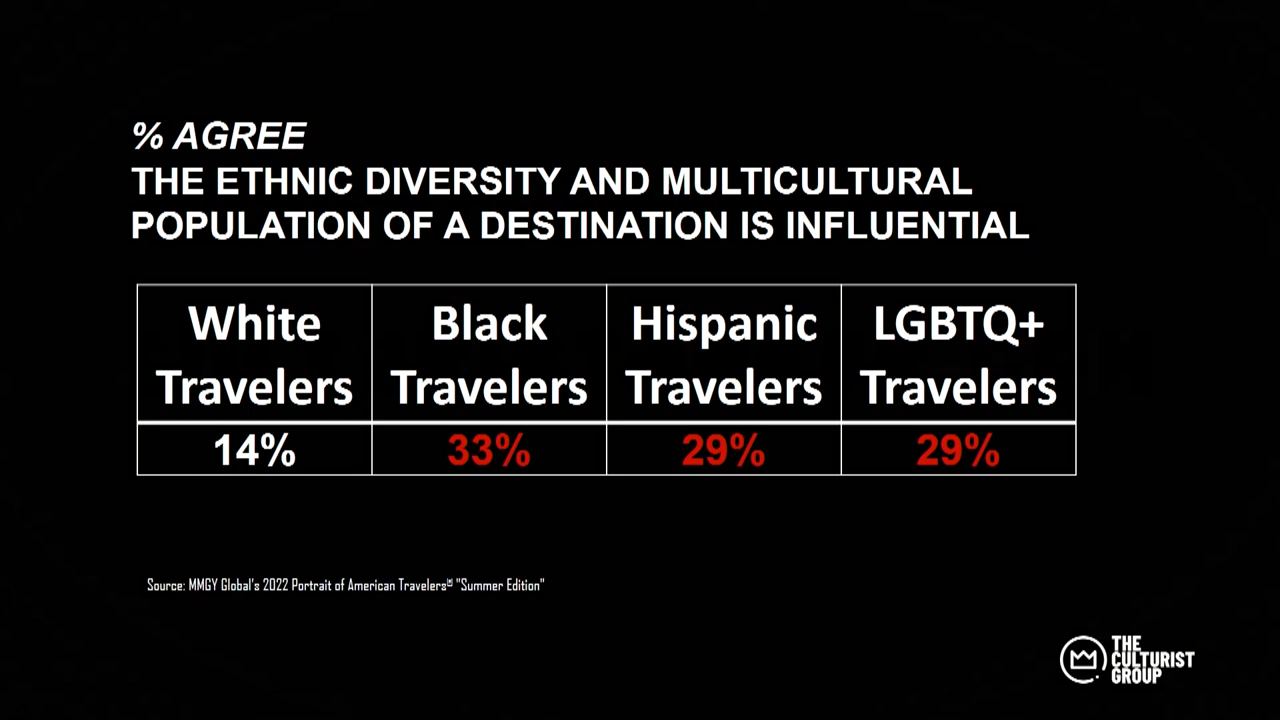 % AGREE
THE ETHNIC DIVERSITY AND MULTICULTURAL
POPULATION OF A DESTINATION IS INFLUENTIAL
White Travelers Black Travelers Hispanic Travelers LGBTQ+ Travelers
14% 33% 29% 29%
Source: MMGY Global's 2022 Portrait of American Travelers® "Summer Edition"
THE
CULTURIST
GROUP